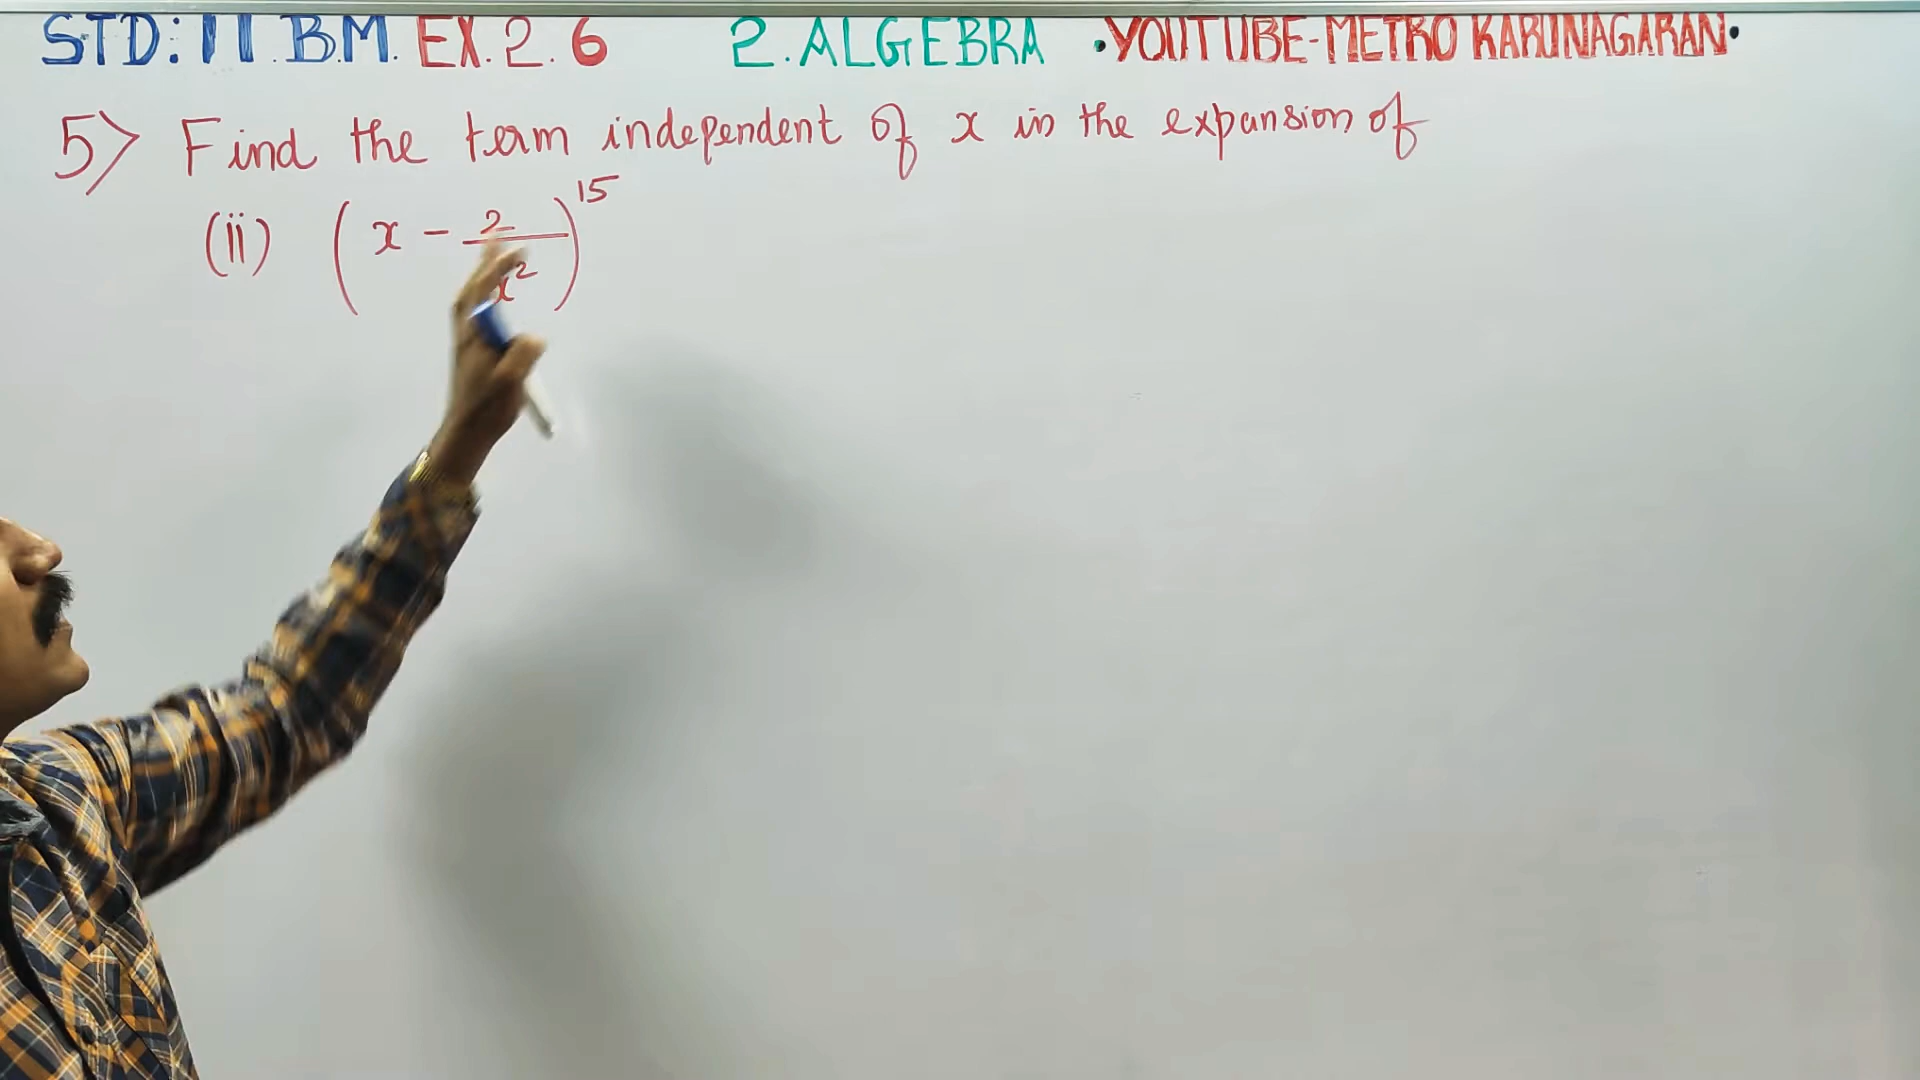 STD: 11. B.M. EX. 2. 6 2. ALGEBRA •YOUTUBE-METRO KARUNAGARAN•
5> Find the term independent of x in the expansion of
(ii) (x - 2/x²)¹⁵